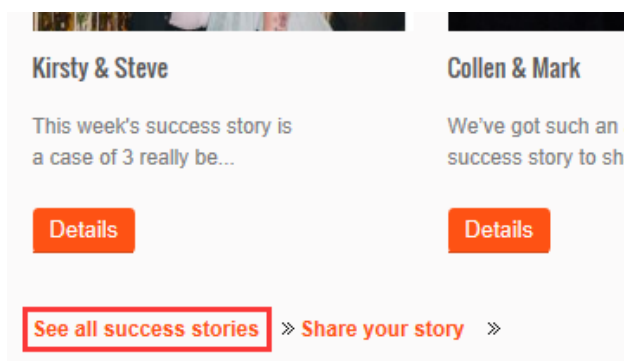 Kirsty & Steve
This week's success story is
a case of 3 really be...
Details
Collen & Mark
We've got such an
success story to sh
Details
See all success stories » Share your story »